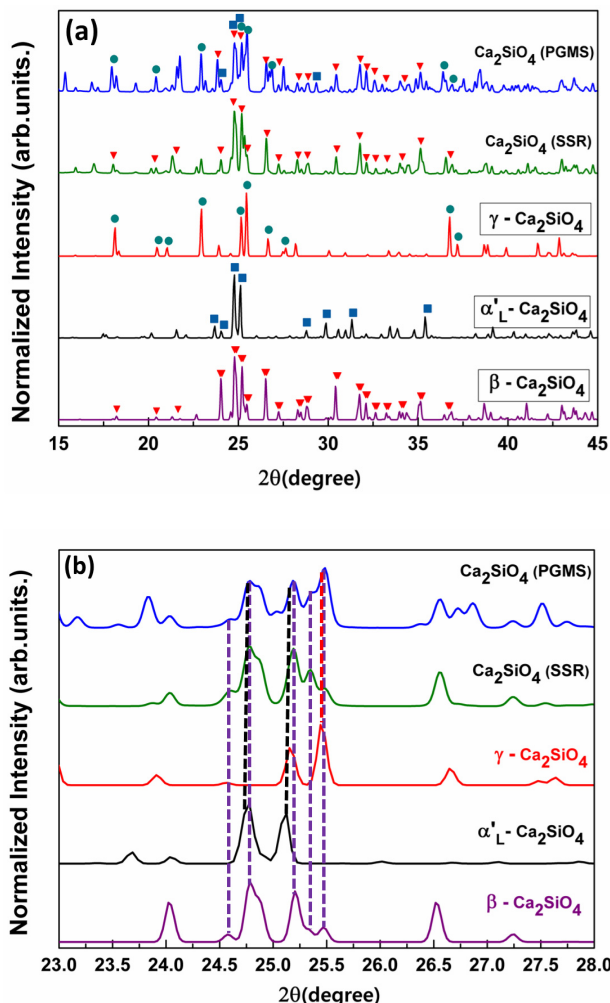 (a)
Ca2SiO4 (PGMS)
Ca2SiO4 (SSR)
γ - Ca2SiO4
α'L- Ca2SiO4
β - Ca2SiO4
Normalized Intensity (arb.units.)
15 20 25 30 35 40 45
2θ(degree)
(b)
Ca2SiO4 (PGMS)
Ca2SiO4 (SSR)
γ - Ca2SiO4
α'L- Ca2SiO4
β - Ca2SiO4
Normalized Intensity (arb.units.)
23.0 23.5 24.0 24.5 25.0 25.5 26.0 26.5 27.0 27.5 28.0
2θ(degree)